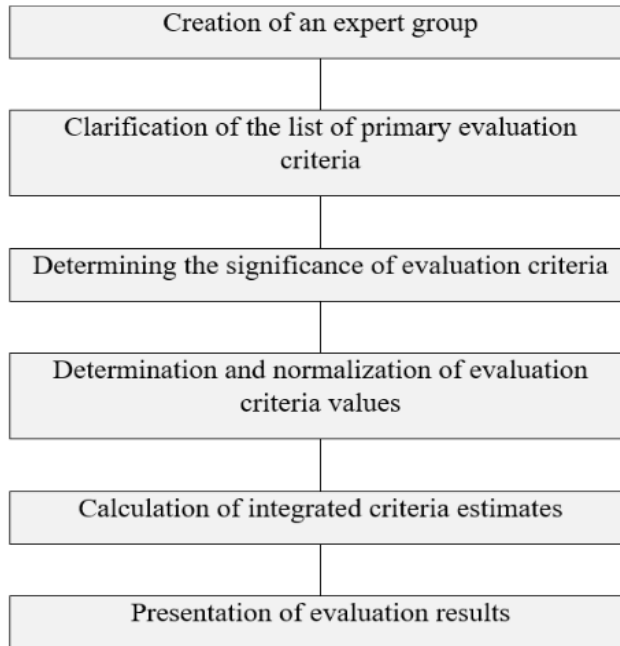 Creation of an expert group
Clarification of the list of primary evaluation
criteria
Determining the significance of evaluation criteria
Determination and normalization of evaluation
criteria values
Calculation of integrated criteria estimates
Presentation of evaluation results